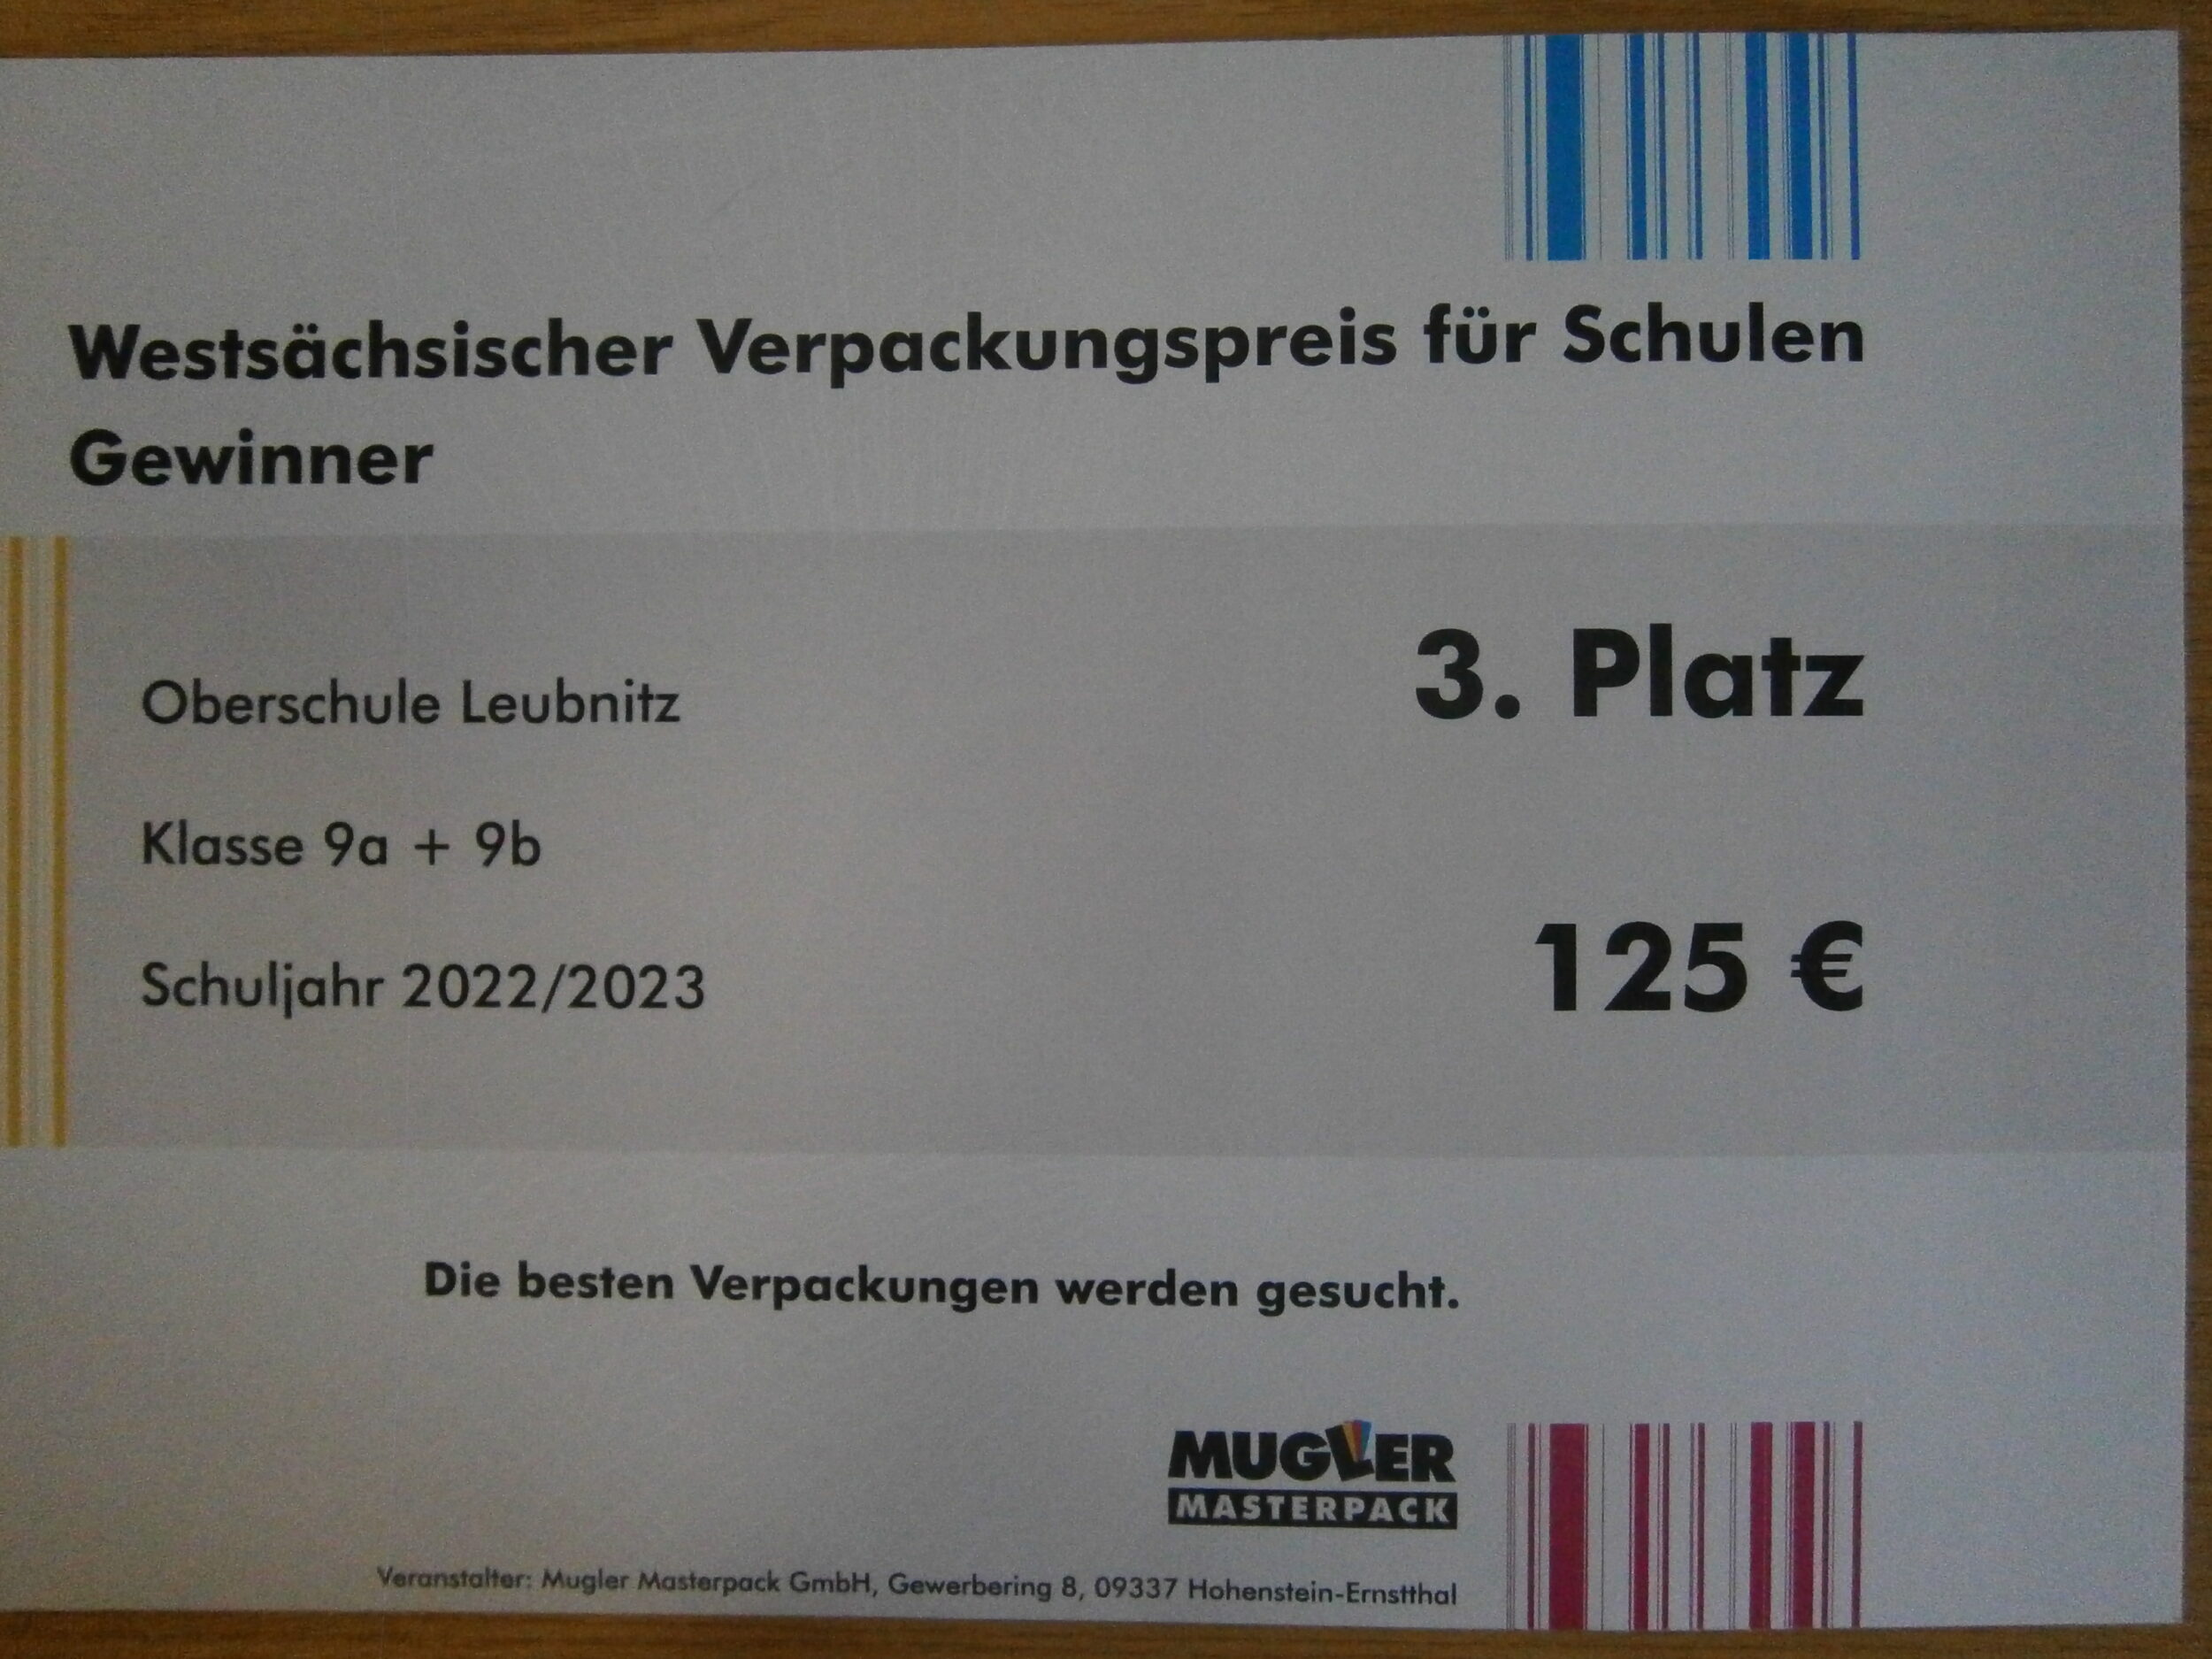 Westsächsischer Verpackungspreis für Schulen
Gewinner
Oberschule Leubnitz
3. Platz
Klasse 9a + 9b
125 €
Schuljahr 2022/2023
Die besten Verpackungen werden gesucht.
MUGLER
MASTERPACK
Veranstalter: Mugler Masterpack GmbH, Gewerbering 8, 09337 Hohenstein-Ernstthal